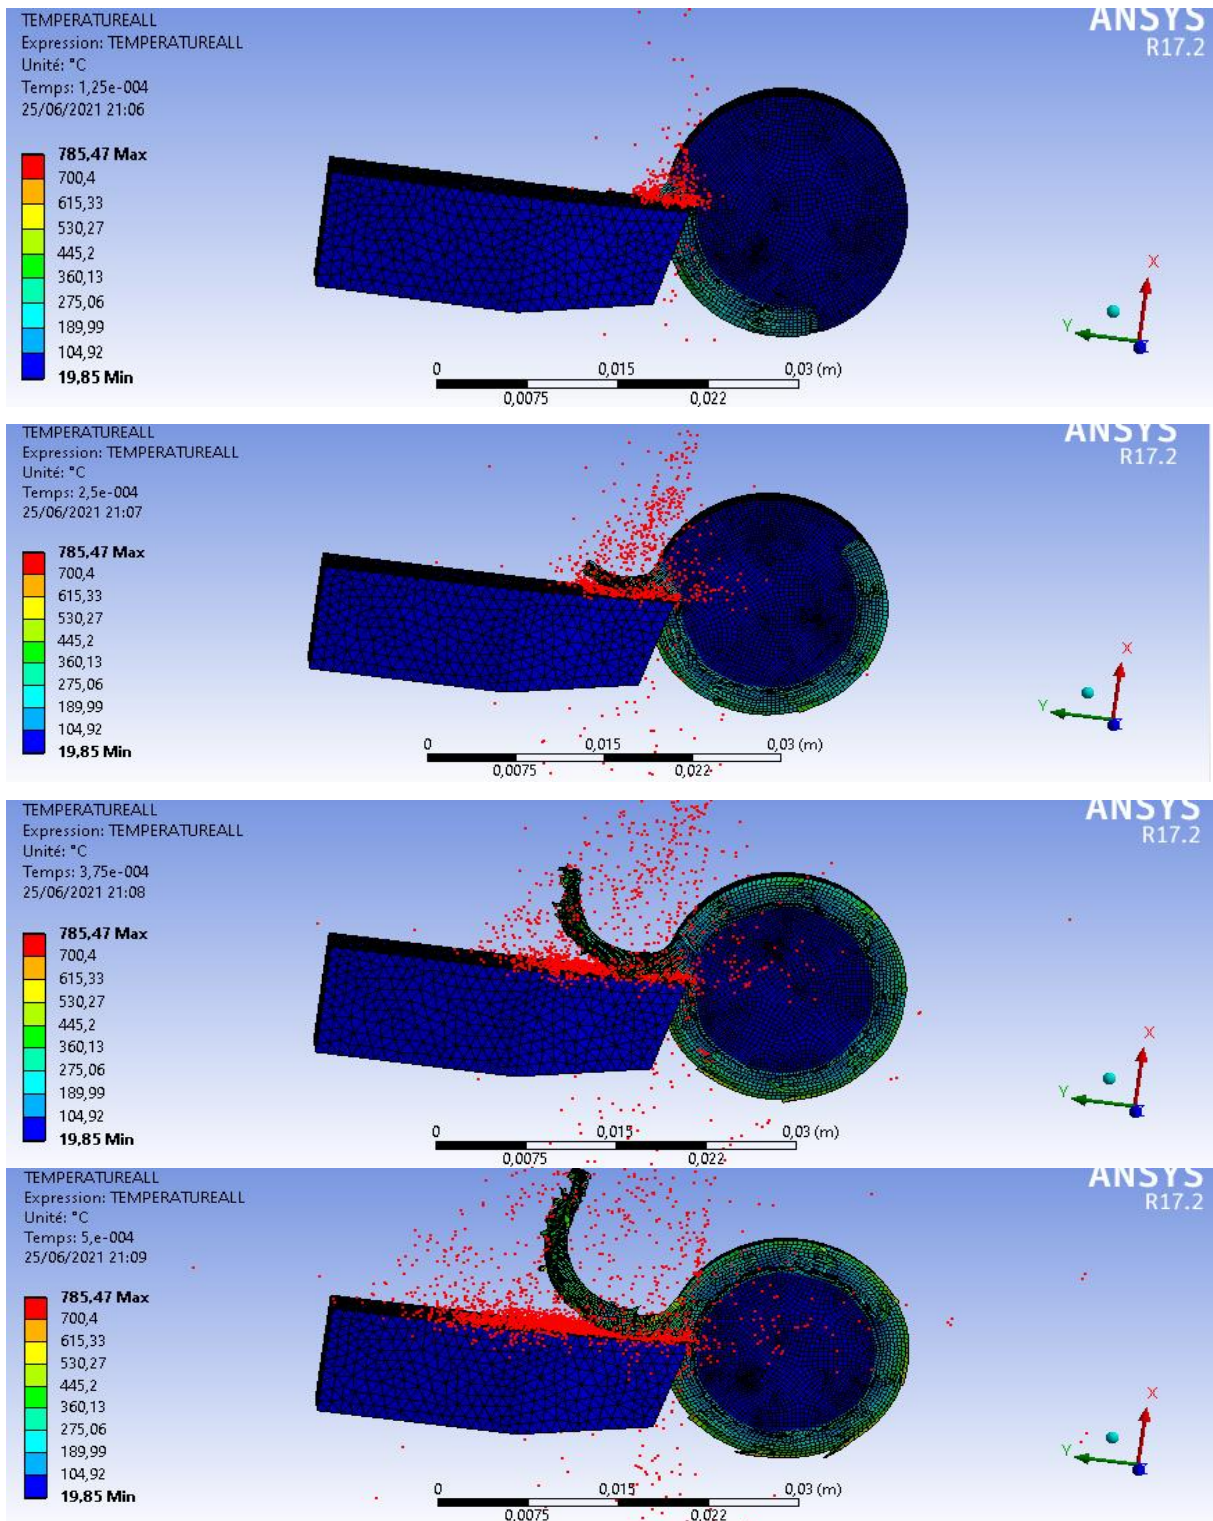 TEMPERATUREALL
Expression: TEMPERATUREALL
Unité: °C
Temps: 1,25e-004
25/06/2021 21:06
ANSYS
R17.2
785,47 Max
700,4
615,33
530,27
445,2
360,13
275,06
189,99
104,92
19,85 Min
X
Y
0
0,015
0,03 (m)
0,0075
0,022
TEMPERATUREALL
Expression: TEMPERATUREALL
Unité: °C
Temps: 2,5e-004
25/06/2021 21:07
ANSYS
R17.2
785,47 Max
700,4
615,33
530,27
445,2
360,13
275,06
189,99
104,92
19,85 Min
X
Y
0
0,015
0,03 (m)
0,0075
0,022
TEMPERATUREALL
Expression: TEMPERATUREALL
Unité: °C
Temps: 3,75e-004
25/06/2021 21:08
ANSYS
R17.2
785,47 Max
700,4
615,33
530,27
445,2
360,13
275,06
189,99
104,92
19,85 Min
X
Y
0
0,015
0,03 (m)
0,0075
0,022
TEMPERATUREALL
Expression: TEMPERATUREALL
Unité: °C
Temps: 5,e-004
25/06/2021 21:09
ANSYS
R17.2
785,47 Max
700,4
615,33
530,27
445,2
360,13
275,06
189,99
104,92
19,85 Min
X
Y
0
0,015
0,03 (m)
0,0075
0,022